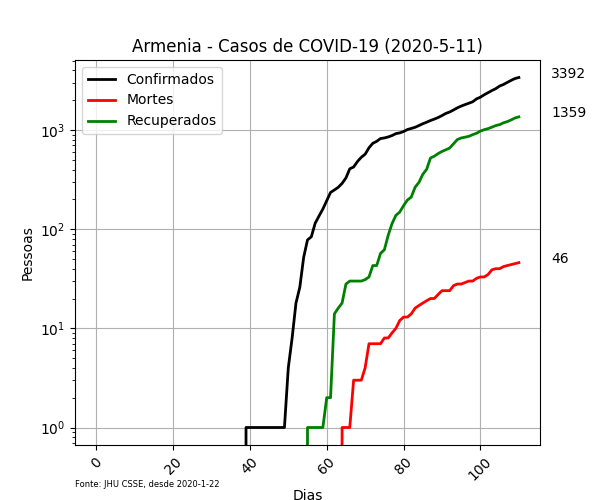 Armenia - Casos de COVID-19 (2020-5-11)
Confirmados
Mortes
Recuperados
3392
1359
46
10³
10²
10¹
10⁰
Pessoas
0
20
40
60
80
100
Dias
Fonte: JHU CSSE, desde 2020-1-22